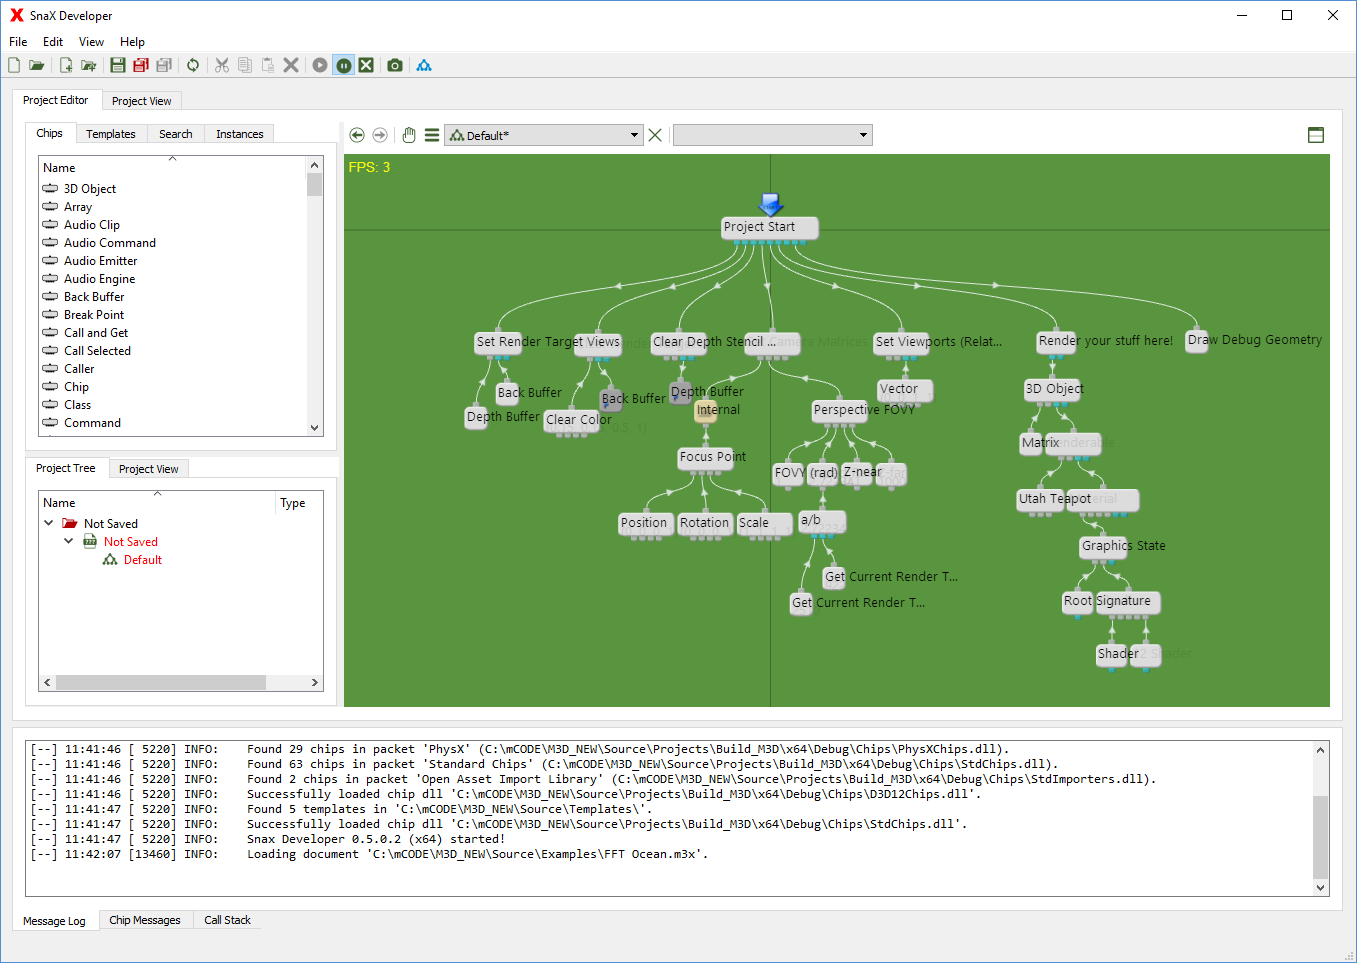 SnaX Developer
File Edit View Help
Project Editor Project View
Chips Templates Search Instances
Default*
Name
3D Object
Array
Audio Clip
Audio Command
Audio Emitter
Audio Engine
Back Buffer
Break Point
Call and Get
Call Selected
Caller
Chip
Class
Command
Project Tree Project View
Name Type
Not Saved
Not Saved
Default
FPS: 3
Project Start
Set Render Target Views
Clear Depth Stencil ...
Camera Matrices
Set Viewports (Relat...
Render your stuff here!
Draw Debug Geometry
Back Buffer
Depth Buffer
Clear Color
Back Buffer
Depth Buffer
Internal
Perspective FOVY
Vector
3D Object
Focus Point
FOVY (rad)
Z-near
Z-far
Matrix
Utah Teapot
Position
Rotation
Scale
a/b
Graphics State
Get Current Render T...
Get Current Render T...
Root Signature
Shader
Shader
[--] 11:41:46 [ 5220] INFO: Found 29 chips in packet 'PhysX' (C:\mCODE\M3D_NEW\Source\Projects\Build_M3D\x64\Debug\Chips\PhysXChips.dll).
[--] 11:41:46 [ 5220] INFO: Found 63 chips in packet 'Standard Chips' (C:\mCODE\M3D_NEW\Source\Projects\Build_M3D\x64\Debug\Chips\StdChips.dll).
[--] 11:41:46 [ 5220] INFO: Found 2 chips in packet 'Open Asset Import Library' (C:\mCODE\M3D_NEW\Source\Projects\Build_M3D\x64\Debug\Chips\StdImporters.dll).
[--] 11:41:46 [ 5220] INFO: Successfully loaded chip dll 'C:\mCODE\M3D_NEW\Source\Projects\Build_M3D\x64\Debug\Chips\D3D12Chips.dll'.
[--] 11:41:47 [ 5220] INFO: Found 5 templates in 'C:\mCODE\M3D_NEW\Source\Templates\'.
[--] 11:41:47 [ 5220] INFO: Successfully loaded chip dll 'C:\mCODE\M3D_NEW\Source\Projects\Build_M3D\x64\Debug\Chips\StdChips.dll'.
[--] 11:41:47 [ 5220] INFO: Snax Developer 0.5.0.2 (x64) started!
[--] 11:42:07 [13460] INFO: Loading document 'C:\mCODE\M3D_NEW\Source\Examples\FFT Ocean.m3x'.
Message Log Chip Messages Call Stack